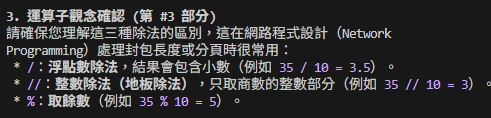 3. 運算子觀念確認 (第 #3 部分)
請確保您理解這三種除法的區別，這在網路程式設計（Network
Programming）處理封包長度或分頁時很常用：
* /：浮點數除法，結果會包含小數（例如 35 / 10 = 3.5）。
* //：整數除法（地板除法），只取商數的整數部分（例如 35 // 10 = 3）。
* %：取餘數（例如 35 % 10 = 5）。